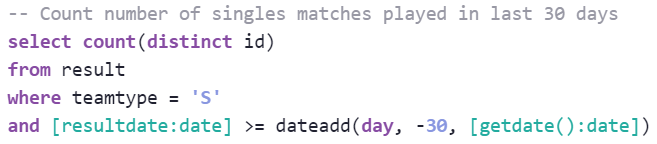 -- Count number of singles matches played in last 30 days
select count(distinct id)
from result
where teamtype = 'S'
and [resultdate:date] >= dateadd(day, -30, [getdate():date])